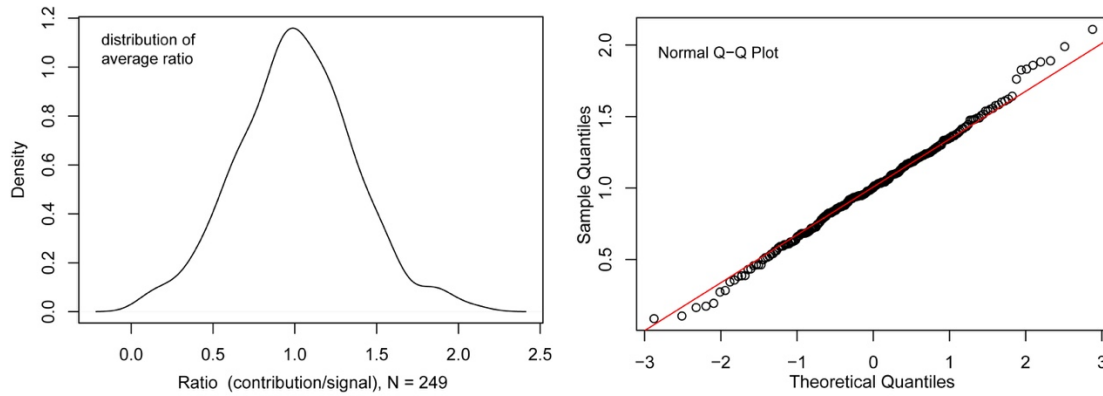 distribution of
average ratio
Density
0.0
0.2
0.4
0.6
0.8
1.0
1.2
0.0 0.5 1.0 1.5 2.0 2.5
Ratio (contribution/signal), N = 249
Normal Q−Q Plot
Sample Quantiles
0.5
1.0
1.5
2.0
−3 −2 −1 0 1 2 3
Theoretical Quantiles